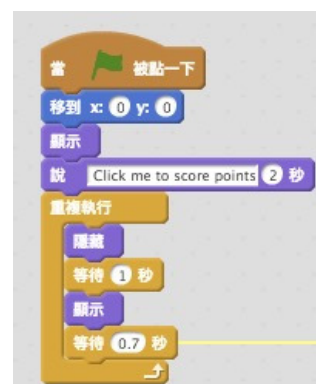 當 被點一下
移到 x: 0 y: 0
顯示
說 Click me to score points 2 秒
重複執行
隱藏
等待 1 秒
顯示
等待 0.7 秒